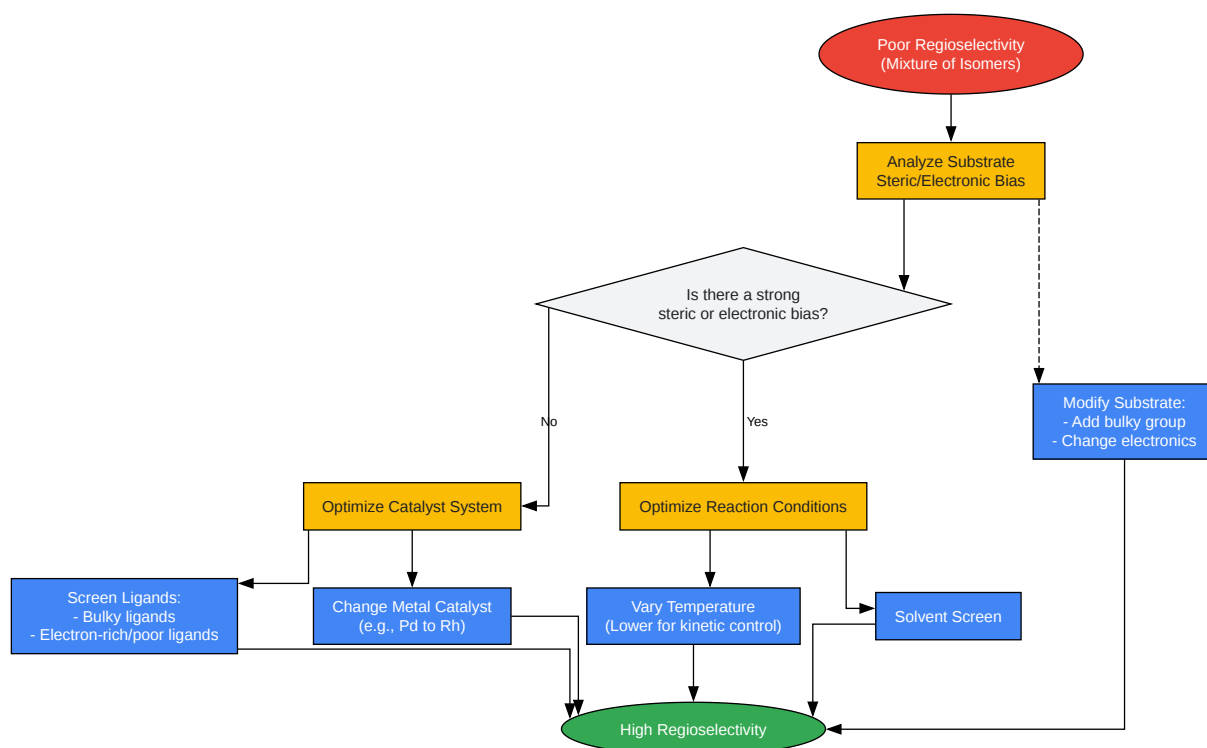 Poor Regioselectivity
(Mixture of Isomers)
Analyze Substrate
Steric/Electronic Bias
Is there a strong
steric or electronic bias?
Modify Substrate:
- Add bulky group
- Change electronics
No
Yes
Optimize Catalyst System
Optimize Reaction Conditions
Screen Ligands:
- Bulky ligands
- Electron-rich/poor ligands
Change Metal Catalyst
(e.g., Pd to Rh)
Vary Temperature
(Lower for kinetic control)
Solvent Screen
High Regioselectivity